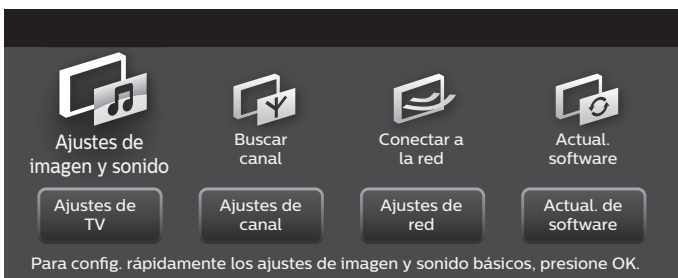 Ajustes de
imagen y sonido
Buscar
canal
Conectar a
la red
Actual.
software
Ajustes de
TV
Ajustes de
canal
Ajustes de
red
Actual. de
software
Para config. rápidamente los ajustes de imagen y sonido básicos, presione OK.